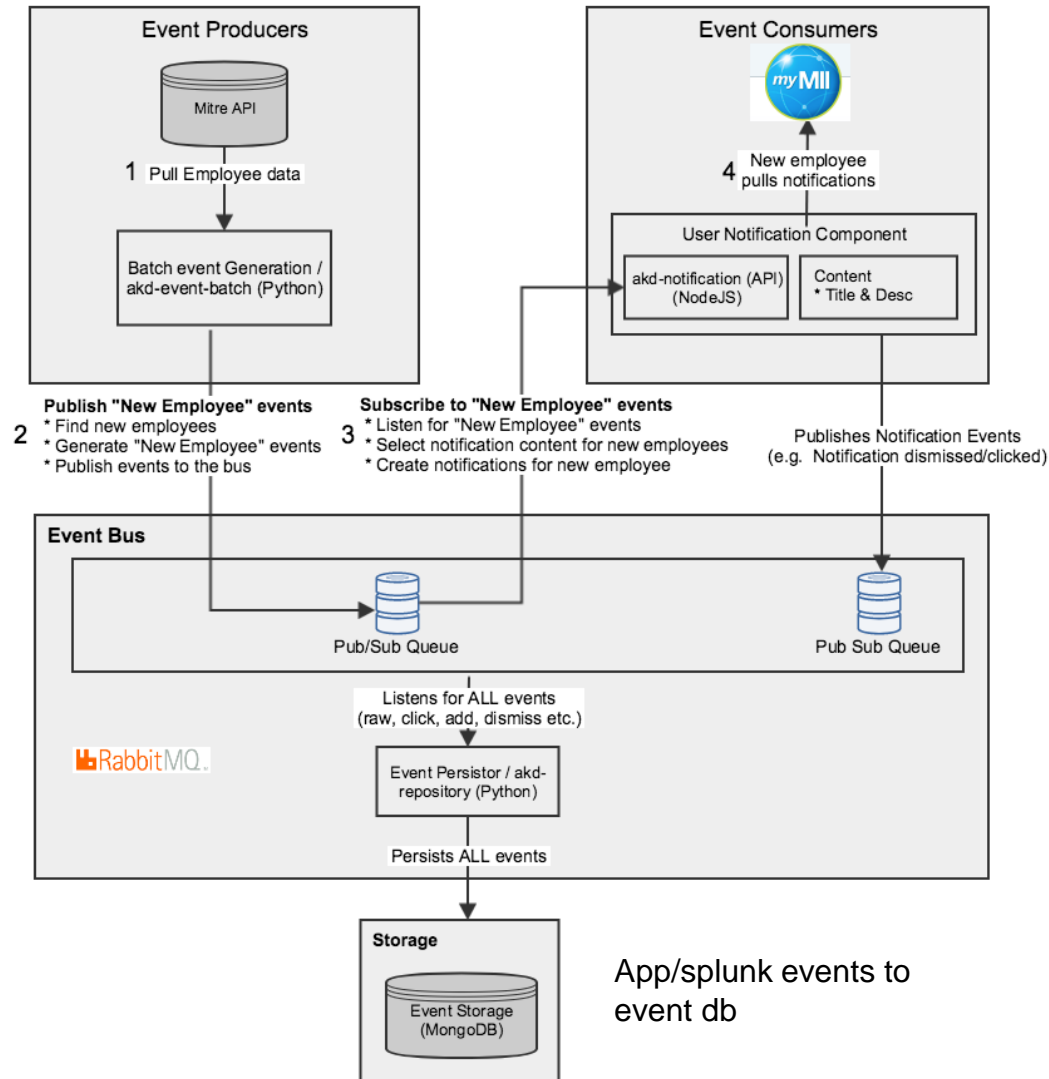 Event Producers
Mitre API
1 Pull Employee data
Batch event Generation /
akd-event-batch (Python)
Event Consumers
my MII
4 New employee
pulls notifications
User Notification Component
akd-notification (API)
(NodeJS)
Content
* Title & Desc
2
Publish "New Employee" events
* Find new employees
* Generate "New Employee" events
* Publish events to the bus
3
Subscribe to "New Employee" events
* Listen for "New Employee" events
* Select notification content for new employees
* Create notifications for new employee
Publishes Notification Events
(e.g. Notification dismissed/clicked)
Event Bus
Pub/Sub Queue
Pub Sub Queue
Listens for ALL events
(raw, click, add, dismiss etc.)
RabbitMQ
Event Persistor / akd-
repository (Python)
Persists ALL events
Storage
Event Storage
(MongoDB)
App/splunk events to
event db